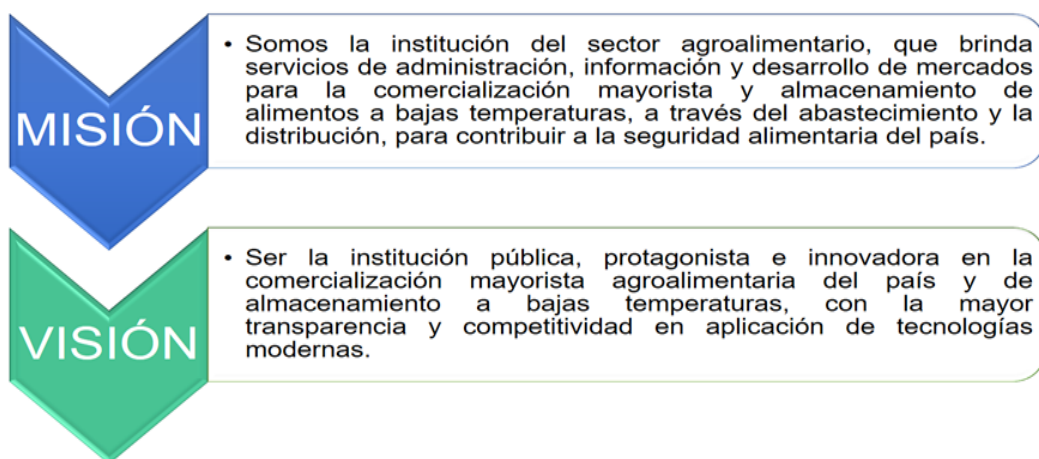 MISIÓN
• Somos la institución del sector agroalimentario, que brinda
servicios de administración, información y desarrollo de mercados
para la comercialización mayorista y almacenamiento de
alimentos a bajas temperaturas, a través del abastecimiento y la
distribución, para contribuir a la seguridad alimentaria del país.
VISIÓN
• Ser la institución pública, protagonista e innovadora en la
comercialización mayorista agroalimentaria del país y de
almacenamiento a bajas temperaturas, con la mayor
transparencia y competitividad en aplicación de tecnologías
modernas.